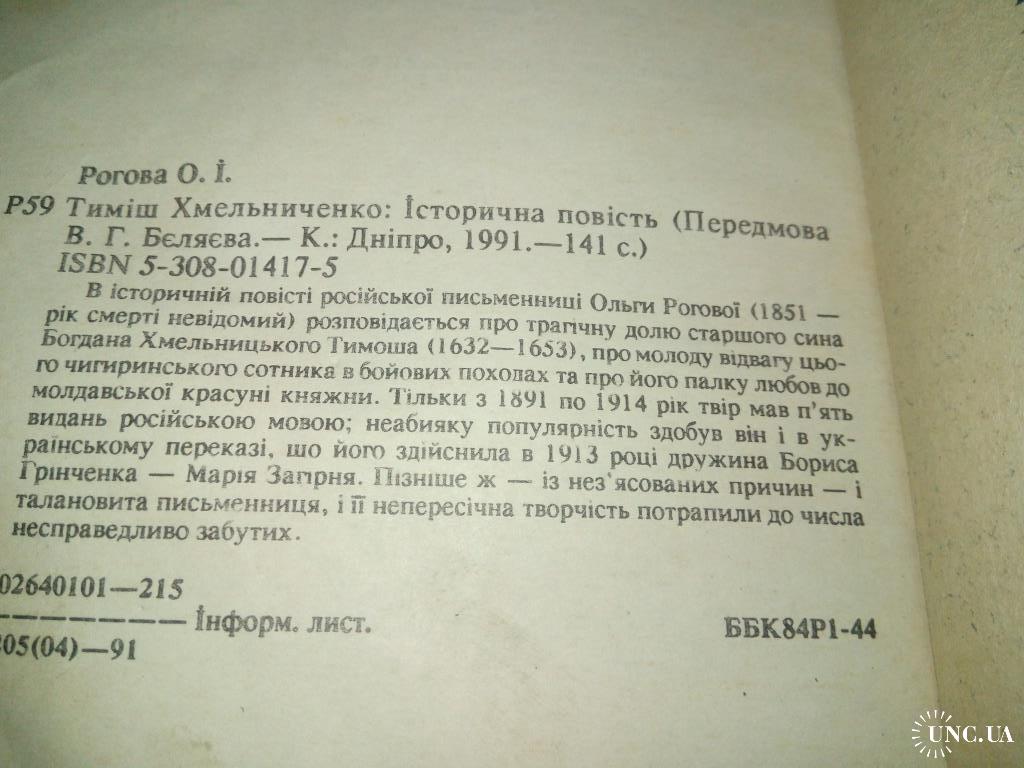 Рогова О. І.
Р59 Тиміш Хмельниченко: Історична повість (Передмова
В. Г. Бєляєва.— К.: Дніпро, 1991.—141 с.)
ISBN 5-308-01417-5
В історичній повісті російської письменниці Ольги Рогової (1851 —
рік смерті невідомий) розповідається про трагічну долю старшого сина
Богдана Хмельницького Тимоша (1632—1653), про молоду відвагу цьо-
го чигиринського сотника в бойових походах та про його палку любов до
молдавської красуні княжни. Тільки з 1891 по 1914 рік твір мав п’ять
видань російською мовою; неабияку популярність здобув він і в ук-
раїнському переказі, що його здійснила в 1913 році дружина Бориса
Грінченка — Марія Загірня. Пізніше ж — із нез’ясованих причин — і
талановита письменниця, і її непересічна творчість потрапили до числа
несправедливо забутих.
02640101—215
————————— Інформ. лист.
205(04)—91
ББК84Р1-44
UNC.UA